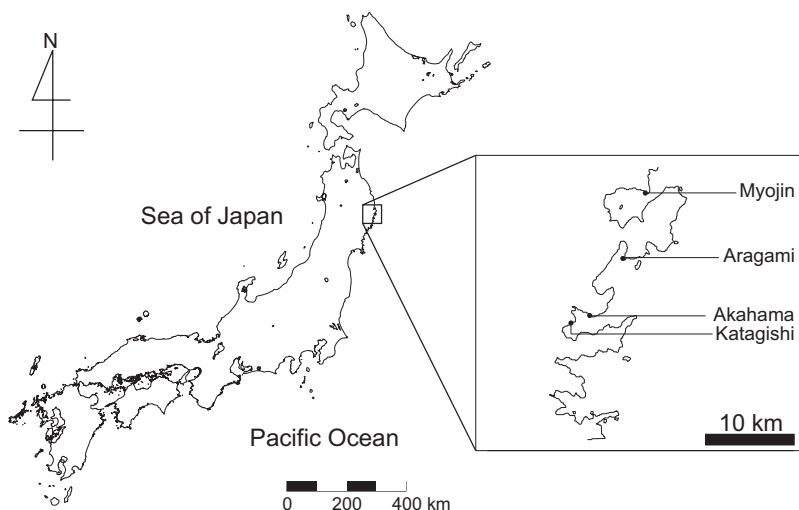 N
Sea of Japan
Pacific Ocean
0 200 400 km
Myojin
Aragami
Akahama
Katagishi
10 km